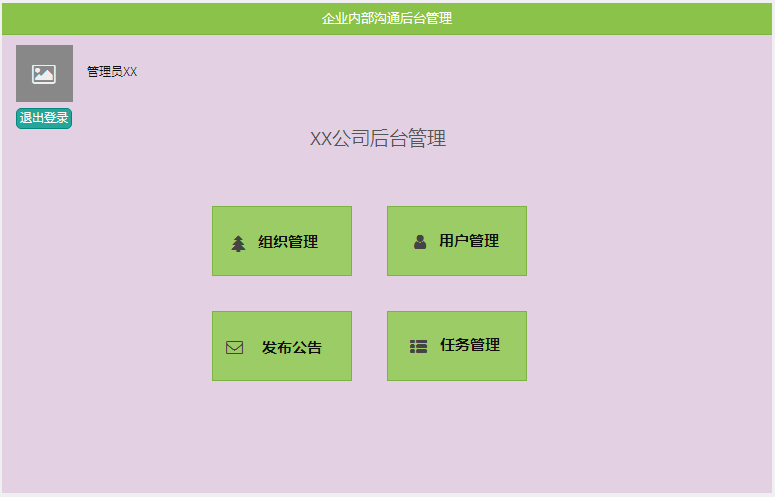 企业内部沟通后台管理
管理员XX
退出登录
XX公司后台管理
组织管理
用户管理
发布公告
任务管理